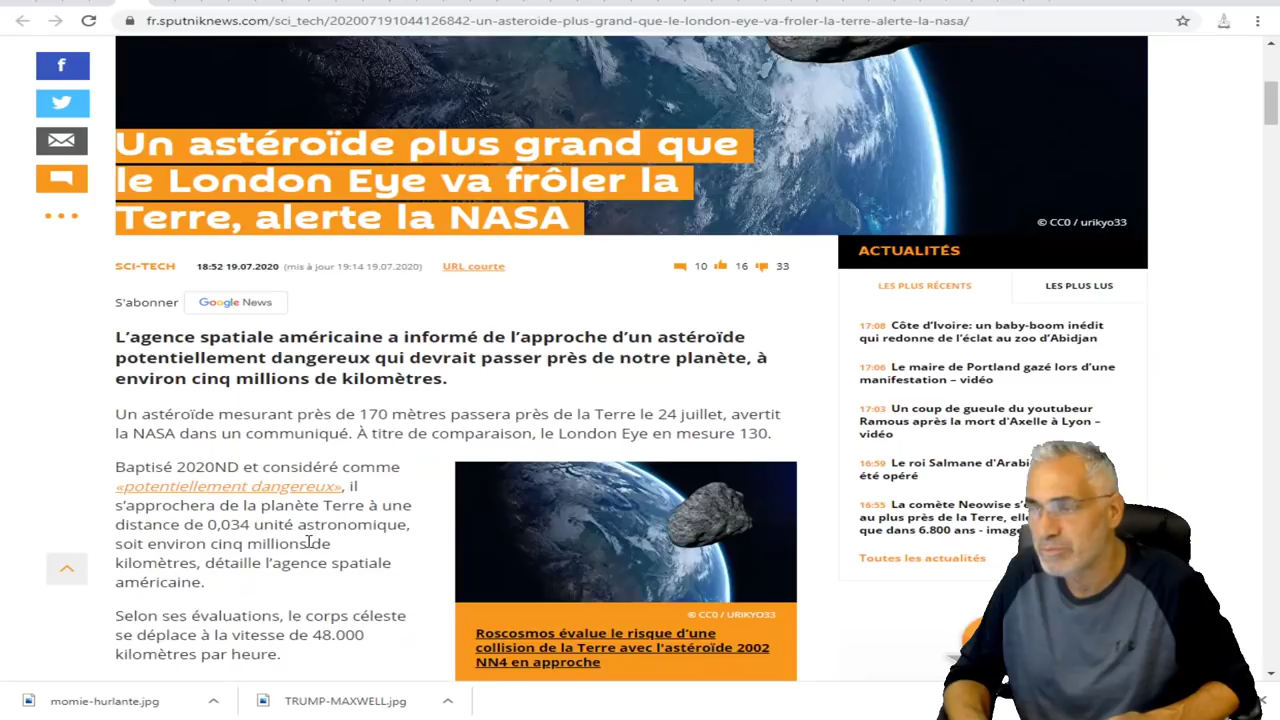 fr.sputniknews.com/sci_tech/202007191044126842-un-asteroide-plus-grand-que-le-london-eye-va-froler-la-terre-alerte-la-nasa/
Un astéroïde plus grand que
le London Eye va frôler la
Terre, alerte la NASA
© CC0 / urikyo33
SCI-TECH 18:52 19.07.2020 (mis à jour 19:14 19.07.2020) URL courte 10 16 33
S'abonner Google News
L'agence spatiale américaine a informé de l'approche d'un astéroïde
potentiellement dangereux qui devrait passer près de notre planète, à
environ cinq millions de kilomètres.
Un astéroïde mesurant près de 170 mètres passera près de la Terre le 24 juillet, avertit
la NASA dans un communiqué. À titre de comparaison, le London Eye en mesure 130.
Baptisé 2020ND et considéré comme
«potentiellement dangereux», il
s'approchera de la planète Terre à une
distance de 0,034 unité astronomique,
soit environ cinq millions de
kilomètres, détaille l'agence spatiale
américaine.
Selon ses évaluations, le corps céleste
se déplace à la vitesse de 48.000
kilomètres par heure.
© CC0 / URIKYO33
Roscosmos évalue le risque d'une
collision de la Terre avec l'astéroïde 2002
NN4 en approche
ACTUALITÉS
LES PLUS RÉCENTS LES PLUS LUS
17:08 Côte d'Ivoire: un baby-boom inédit
qui redonne de l'éclat au zoo d'Abidjan
17:06 Le maire de Portland gazé lors d'une
manifestation – vidéo
17:03 Un coup de gueule du youtubeur
Ramous après la mort d'Axelle à Lyon –
vidéo
16:59 Le roi Salmane d'Arabi
été opéré
16:55 La comète Neowise s'
au plus près de la Terre, elle
que dans 6.800 ans - image
Toutes les actualités
momie-hurlante.jpg TRUMP-MAXWELL.jpg